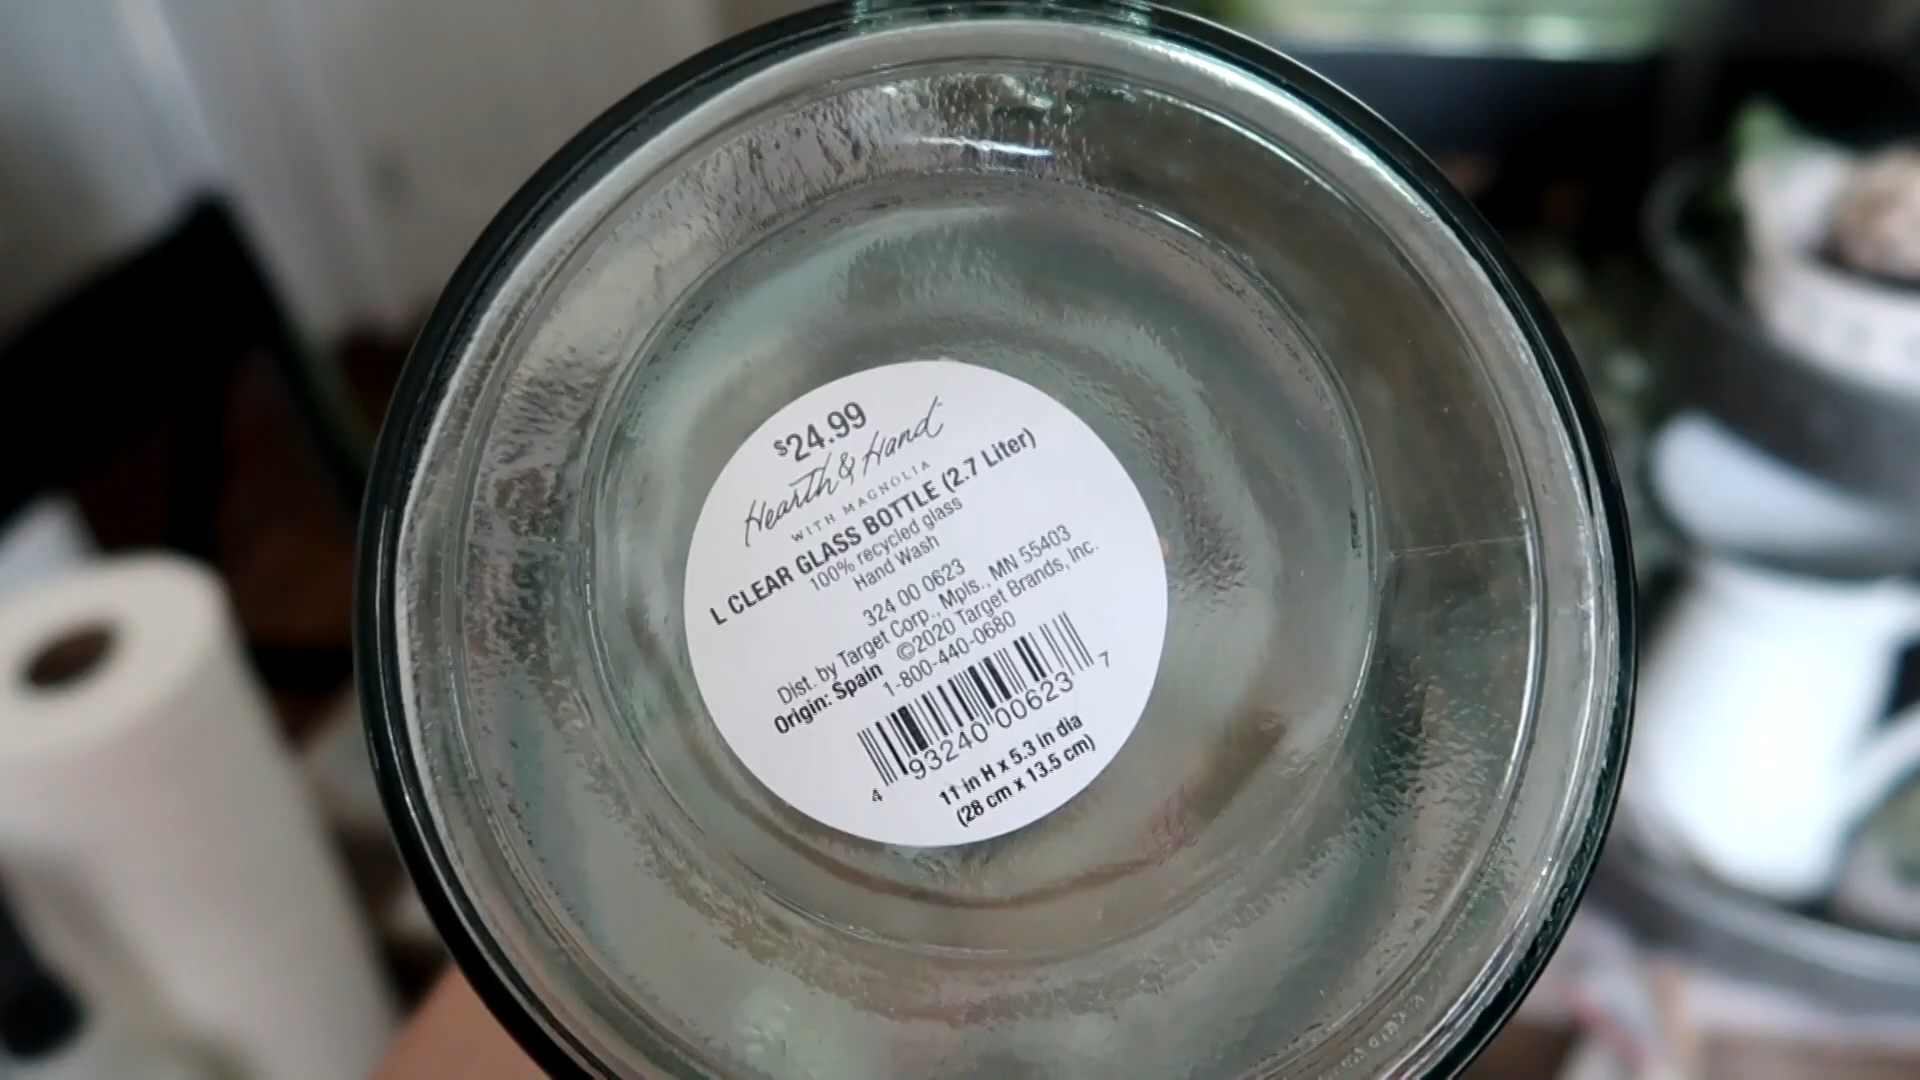 $24.99
Hearth & Hand
WITH MAGNOLIA
L CLEAR GLASS BOTTLE (2.7 Liter)
100% recycled glass
Hand Wash
324 00 0623
Dist. by Target Corp., Mpls., MN 55403
Origin: Spain ©2020 Target Brands, Inc.
1-800-440-0680
4 93240 00623 7
11 in H x 5.3 in dia
(28 cm x 13.5 cm)